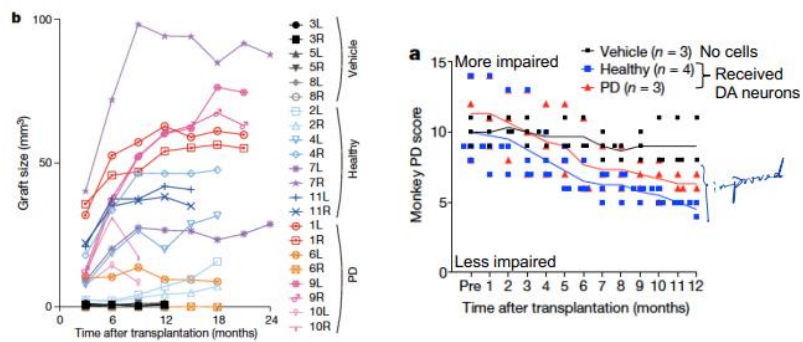 b
Graft size (mm³)
100
50
0
0
6
12
18
24
Time after transplantation (months)
3L
3R
5L
5R
8L
8R
2L
2R
4L
4R
7L
7R
11L
11R
1L
1R
6L
6R
9L
9R
10L
10R
Vehicle
Healthy
PD
a
Monkey PD score
15
10
5
0
More impaired
Less impaired
Vehicle (n = 3) No cells
Healthy (n = 4)
PD (n = 3)
Received
DA neurons
improved
Pre 1 2 3 4 5 6 7 8 9 10 11 12
Time after transplantation (months)